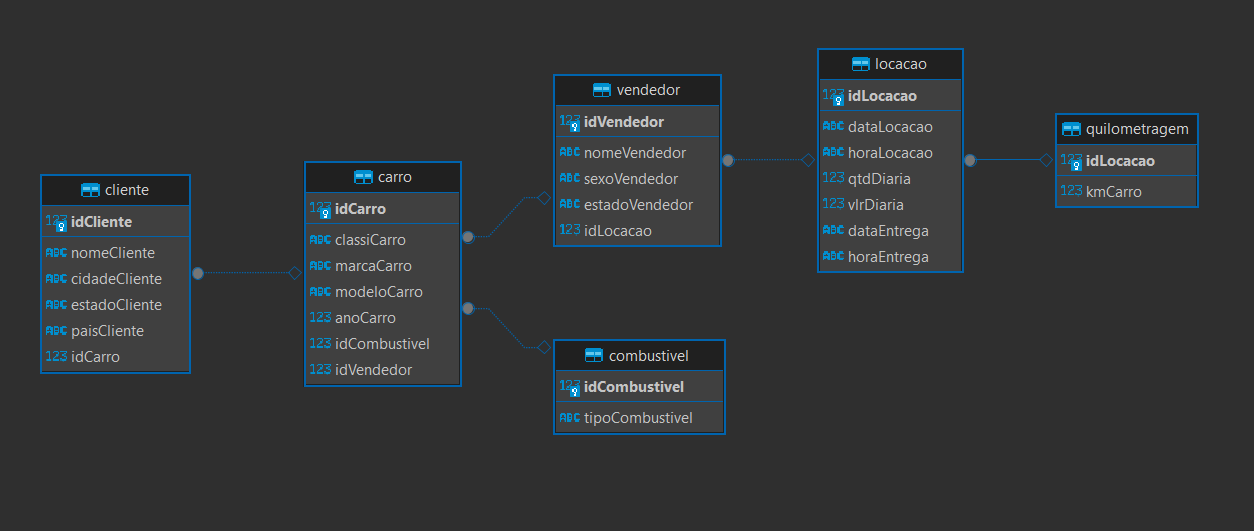 cliente
123 idCliente
ABC nomeCliente
ABC cidadeCliente
ABC estadoCliente
ABC paisCliente
123 idCarro
carro
123 idCarro
ABC classiCarro
ABC marcaCarro
ABC modeloCarro
123 anoCarro
123 idCombustivel
123 idVendedor
vendedor
123 idVendedor
ABC nomeVendedor
ABC sexoVendedor
ABC estadoVendedor
123 idLocacao
combustivel
123 idCombustivel
ABC tipoCombustivel
locacao
123 idLocacao
ABC dataLocacao
ABC horaLocacao
123 qtdDiaria
123 vlrDiaria
ABC dataEntrega
ABC horaEntrega
quilometragem
123 idLocacao
123 kmCarro